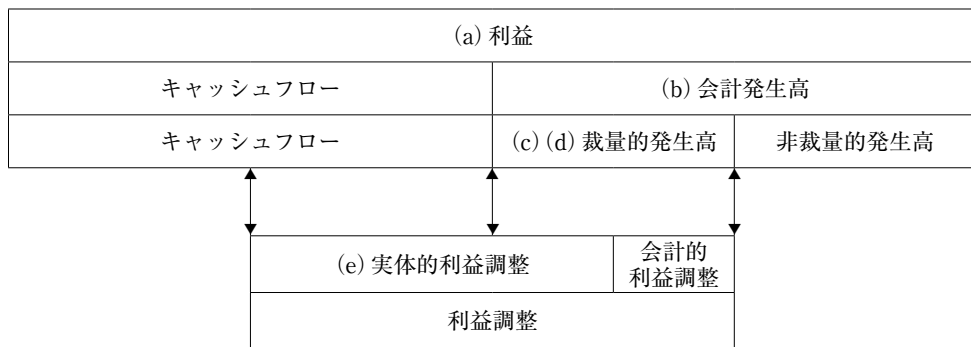 (a) 利益
キャッシュフロー
(b) 会計発生高
キャッシュフロー
(c) (d) 裁量的発生高
非裁量的発生高
(e) 実体的利益調整
会計的
利益調整
利益調整